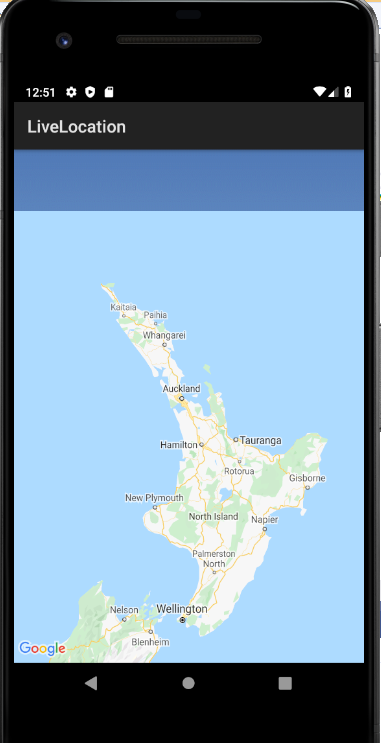 12:51
LiveLocation
Kaitaia
Paihia
Whangarei
Auckland
Hamilton
Tauranga
Rotorua
Gisborne
New Plymouth
North Island
Napier
Palmerston
North
Nelson
Wellington
Blenheim
Google